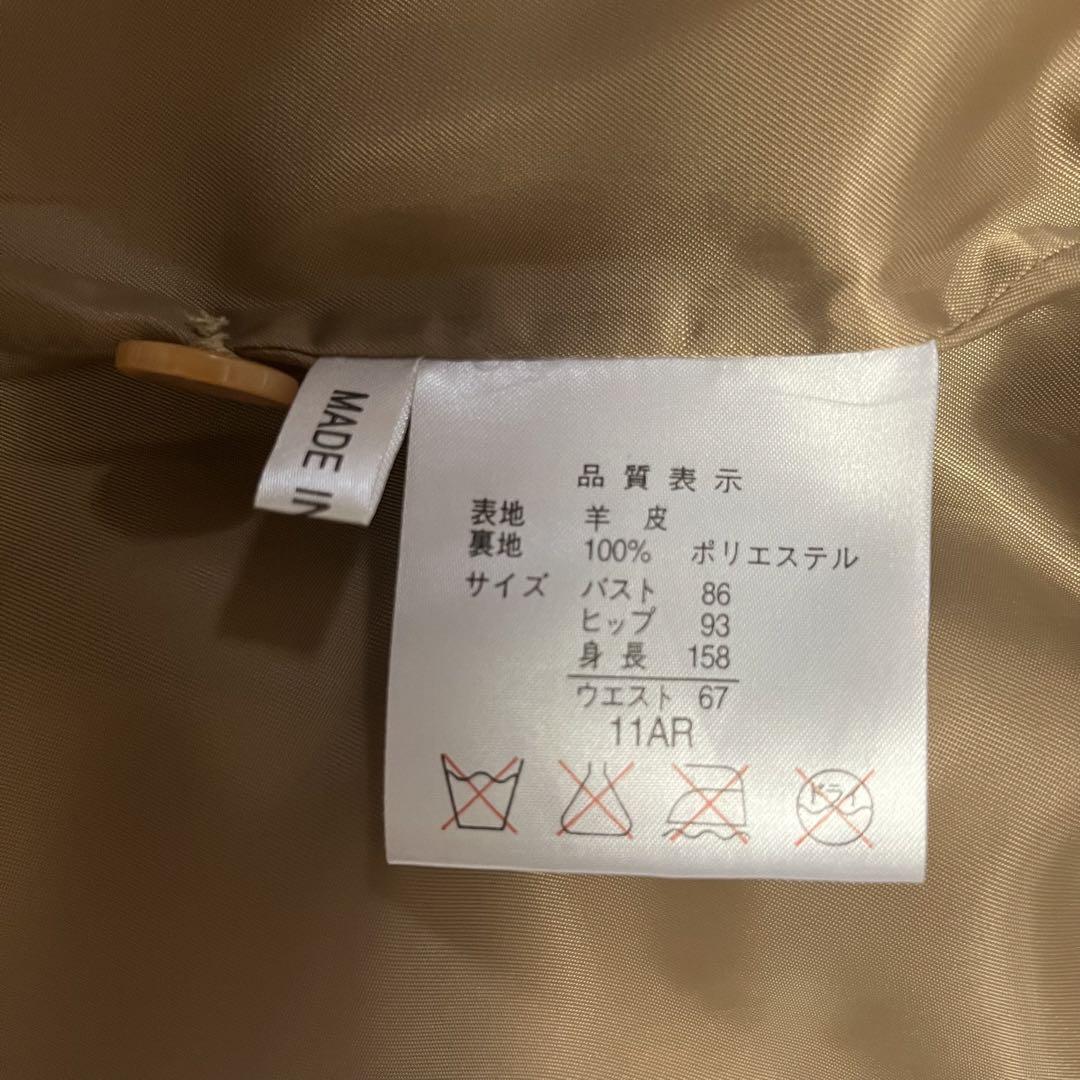 MADE IN
品質表示
表地 羊皮
裏地 100% ポリエステル
サイズ バスト 86
ヒップ 93
身長 158
ウエスト 67
11AR
ドライ